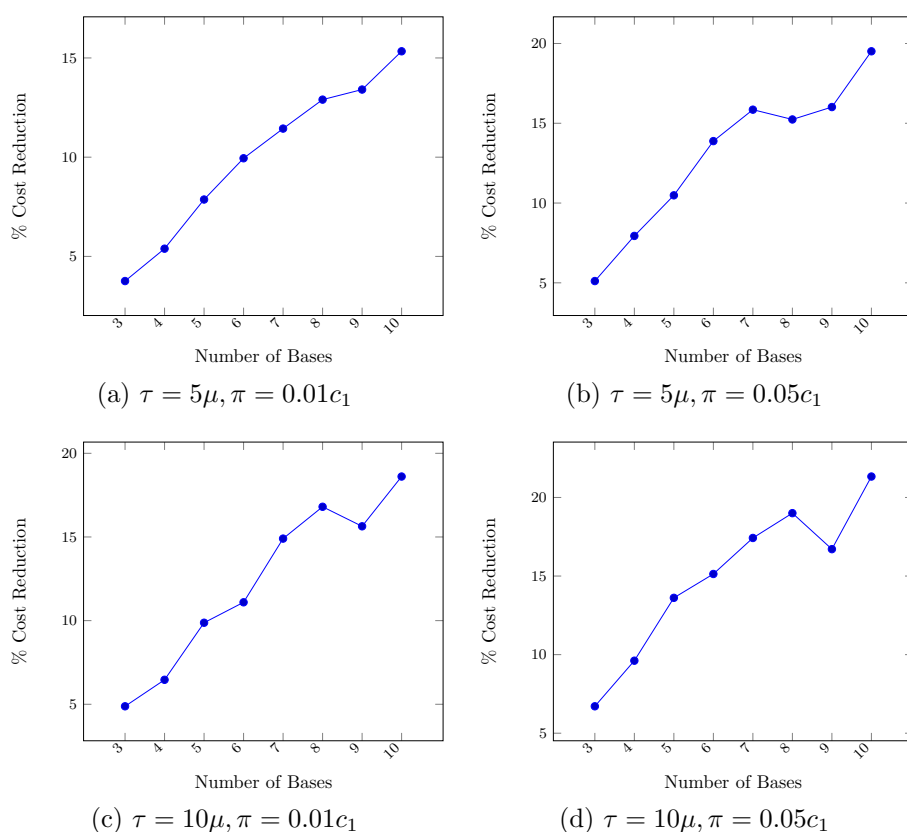 % Cost Reduction
15
10
5
3 4 5 6 7 8 9 10
Number of Bases
(a) τ = 5μ, π = 0.01c₁
% Cost Reduction
20
15
10
5
3 4 5 6 7 8 9 10
Number of Bases
(b) τ = 5μ, π = 0.05c₁
% Cost Reduction
20
15
10
5
3 4 5 6 7 8 9 10
Number of Bases
(c) τ = 10μ, π = 0.01c₁
% Cost Reduction
20
15
10
5
3 4 5 6 7 8 9 10
Number of Bases
(d) τ = 10μ, π = 0.05c₁